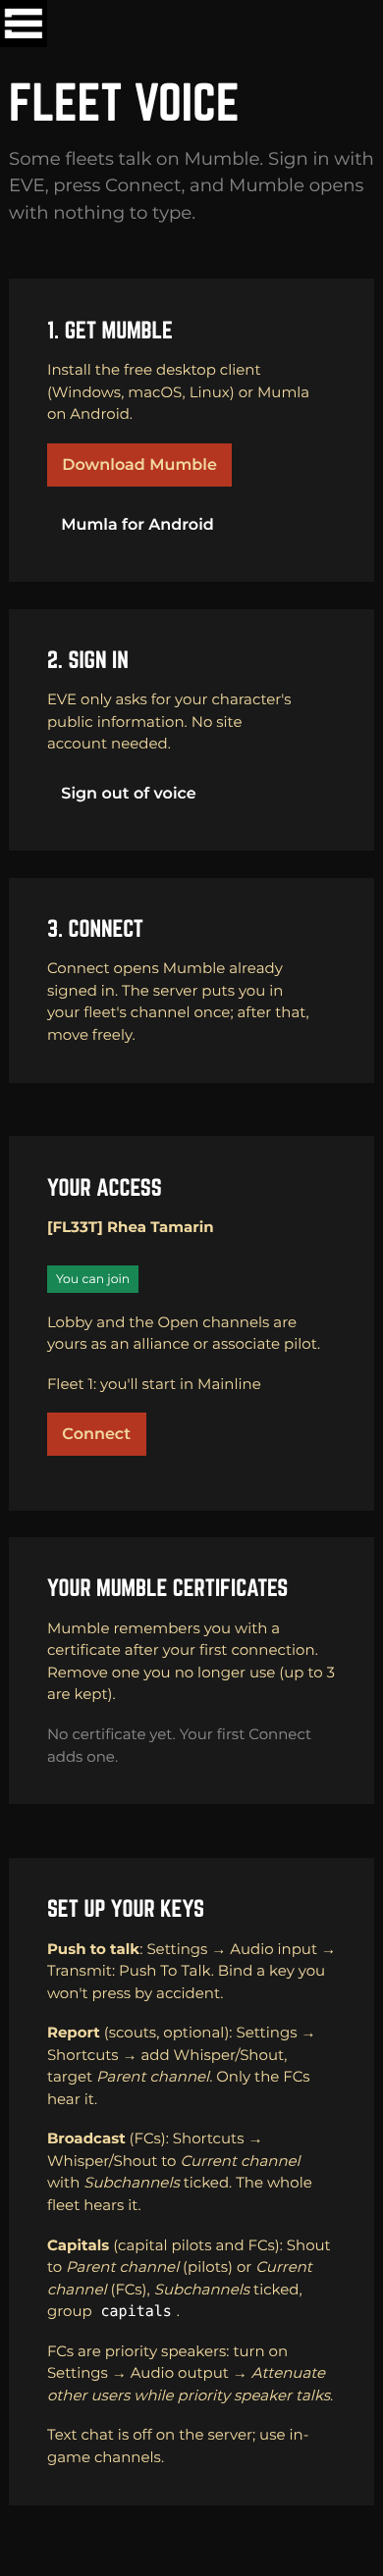 FLEET VOICE
Some fleets talk on Mumble. Sign in with
EVE, press Connect, and Mumble opens
with nothing to type.
1. GET MUMBLE
Install the free desktop client
(Windows, macOS, Linux) or Mumla
on Android.
Download Mumble
Mumla for Android
2. SIGN IN
EVE only asks for your character's
public information. No site
account needed.
Sign out of voice
3. CONNECT
Connect opens Mumble already
signed in. The server puts you in
your fleet's channel once; after that,
move freely.
YOUR ACCESS
[FL33T] Rhea Tamarin
You can join
Lobby and the Open channels are
yours as an alliance or associate pilot.
Fleet 1: you'll start in Mainline
Connect
YOUR MUMBLE CERTIFICATES
Mumble remembers you with a
certificate after your first connection.
Remove one you no longer use (up to 3
are kept).
No certificate yet. Your first Connect
adds one.
SET UP YOUR KEYS
Push to talk: Settings → Audio input →
Transmit: Push To Talk. Bind a key you
won't press by accident.
Report (scouts, optional): Settings →
Shortcuts → add Whisper/Shout,
target Parent channel. Only the FCs
hear it.
Broadcast (FCs): Shortcuts →
Whisper/Shout to Current channel
with Subchannels ticked. The whole
fleet hears it.
Capitals (capital pilots and FCs): Shout
to Parent channel (pilots) or Current
channel (FCs), Subchannels ticked,
group capitals.
FCs are priority speakers: turn on
Settings → Audio output → Attenuate
other users while priority speaker talks.
Text chat is off on the server; use in-
game channels.